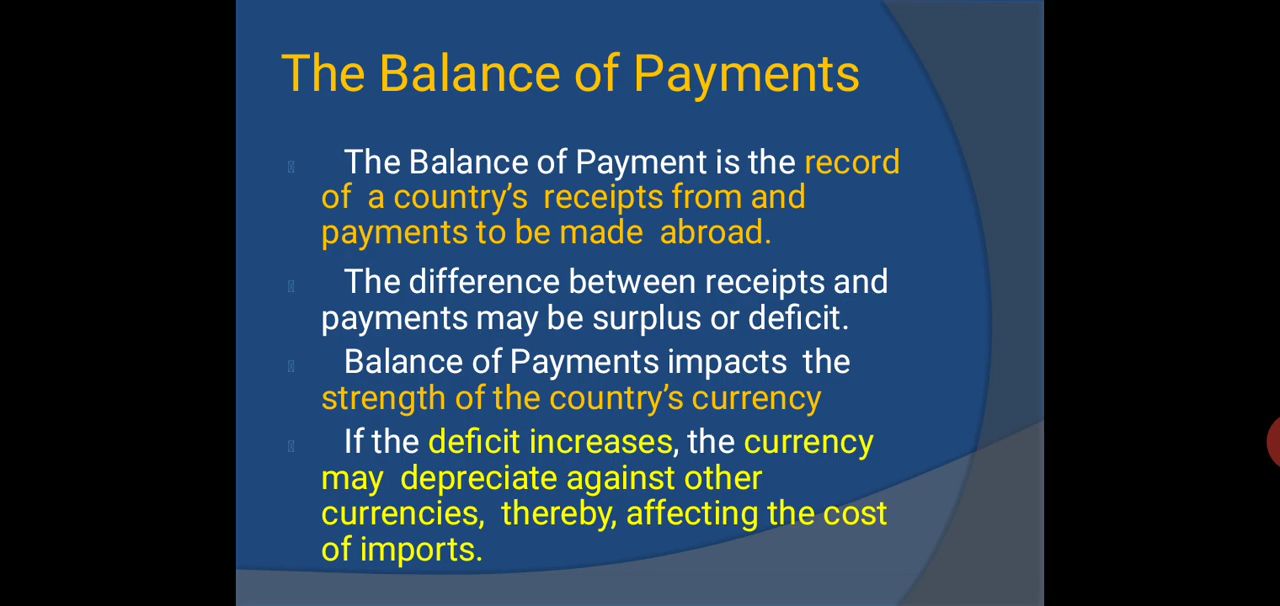 The Balance of Payments
The Balance of Payment is the record
of a country’s receipts from and
payments to be made abroad.
The difference between receipts and
payments may be surplus or deficit.
Balance of Payments impacts the
strength of the country’s currency
If the deficit increases, the currency
may depreciate against other
currencies, thereby, affecting the cost
of imports.